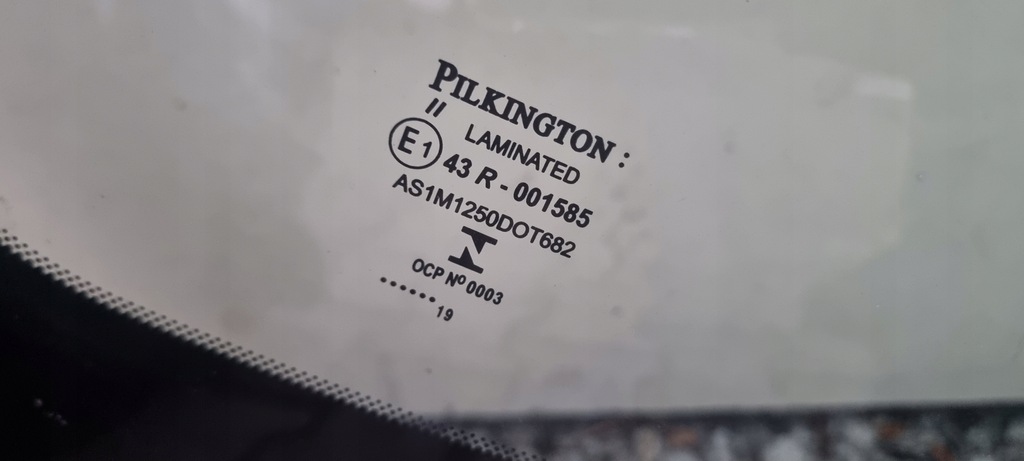 PILKINGTON :
II LAMINATED
E1 43 R - 001585
AS1M1250DOT682
OCP Nº 0003
....... 19